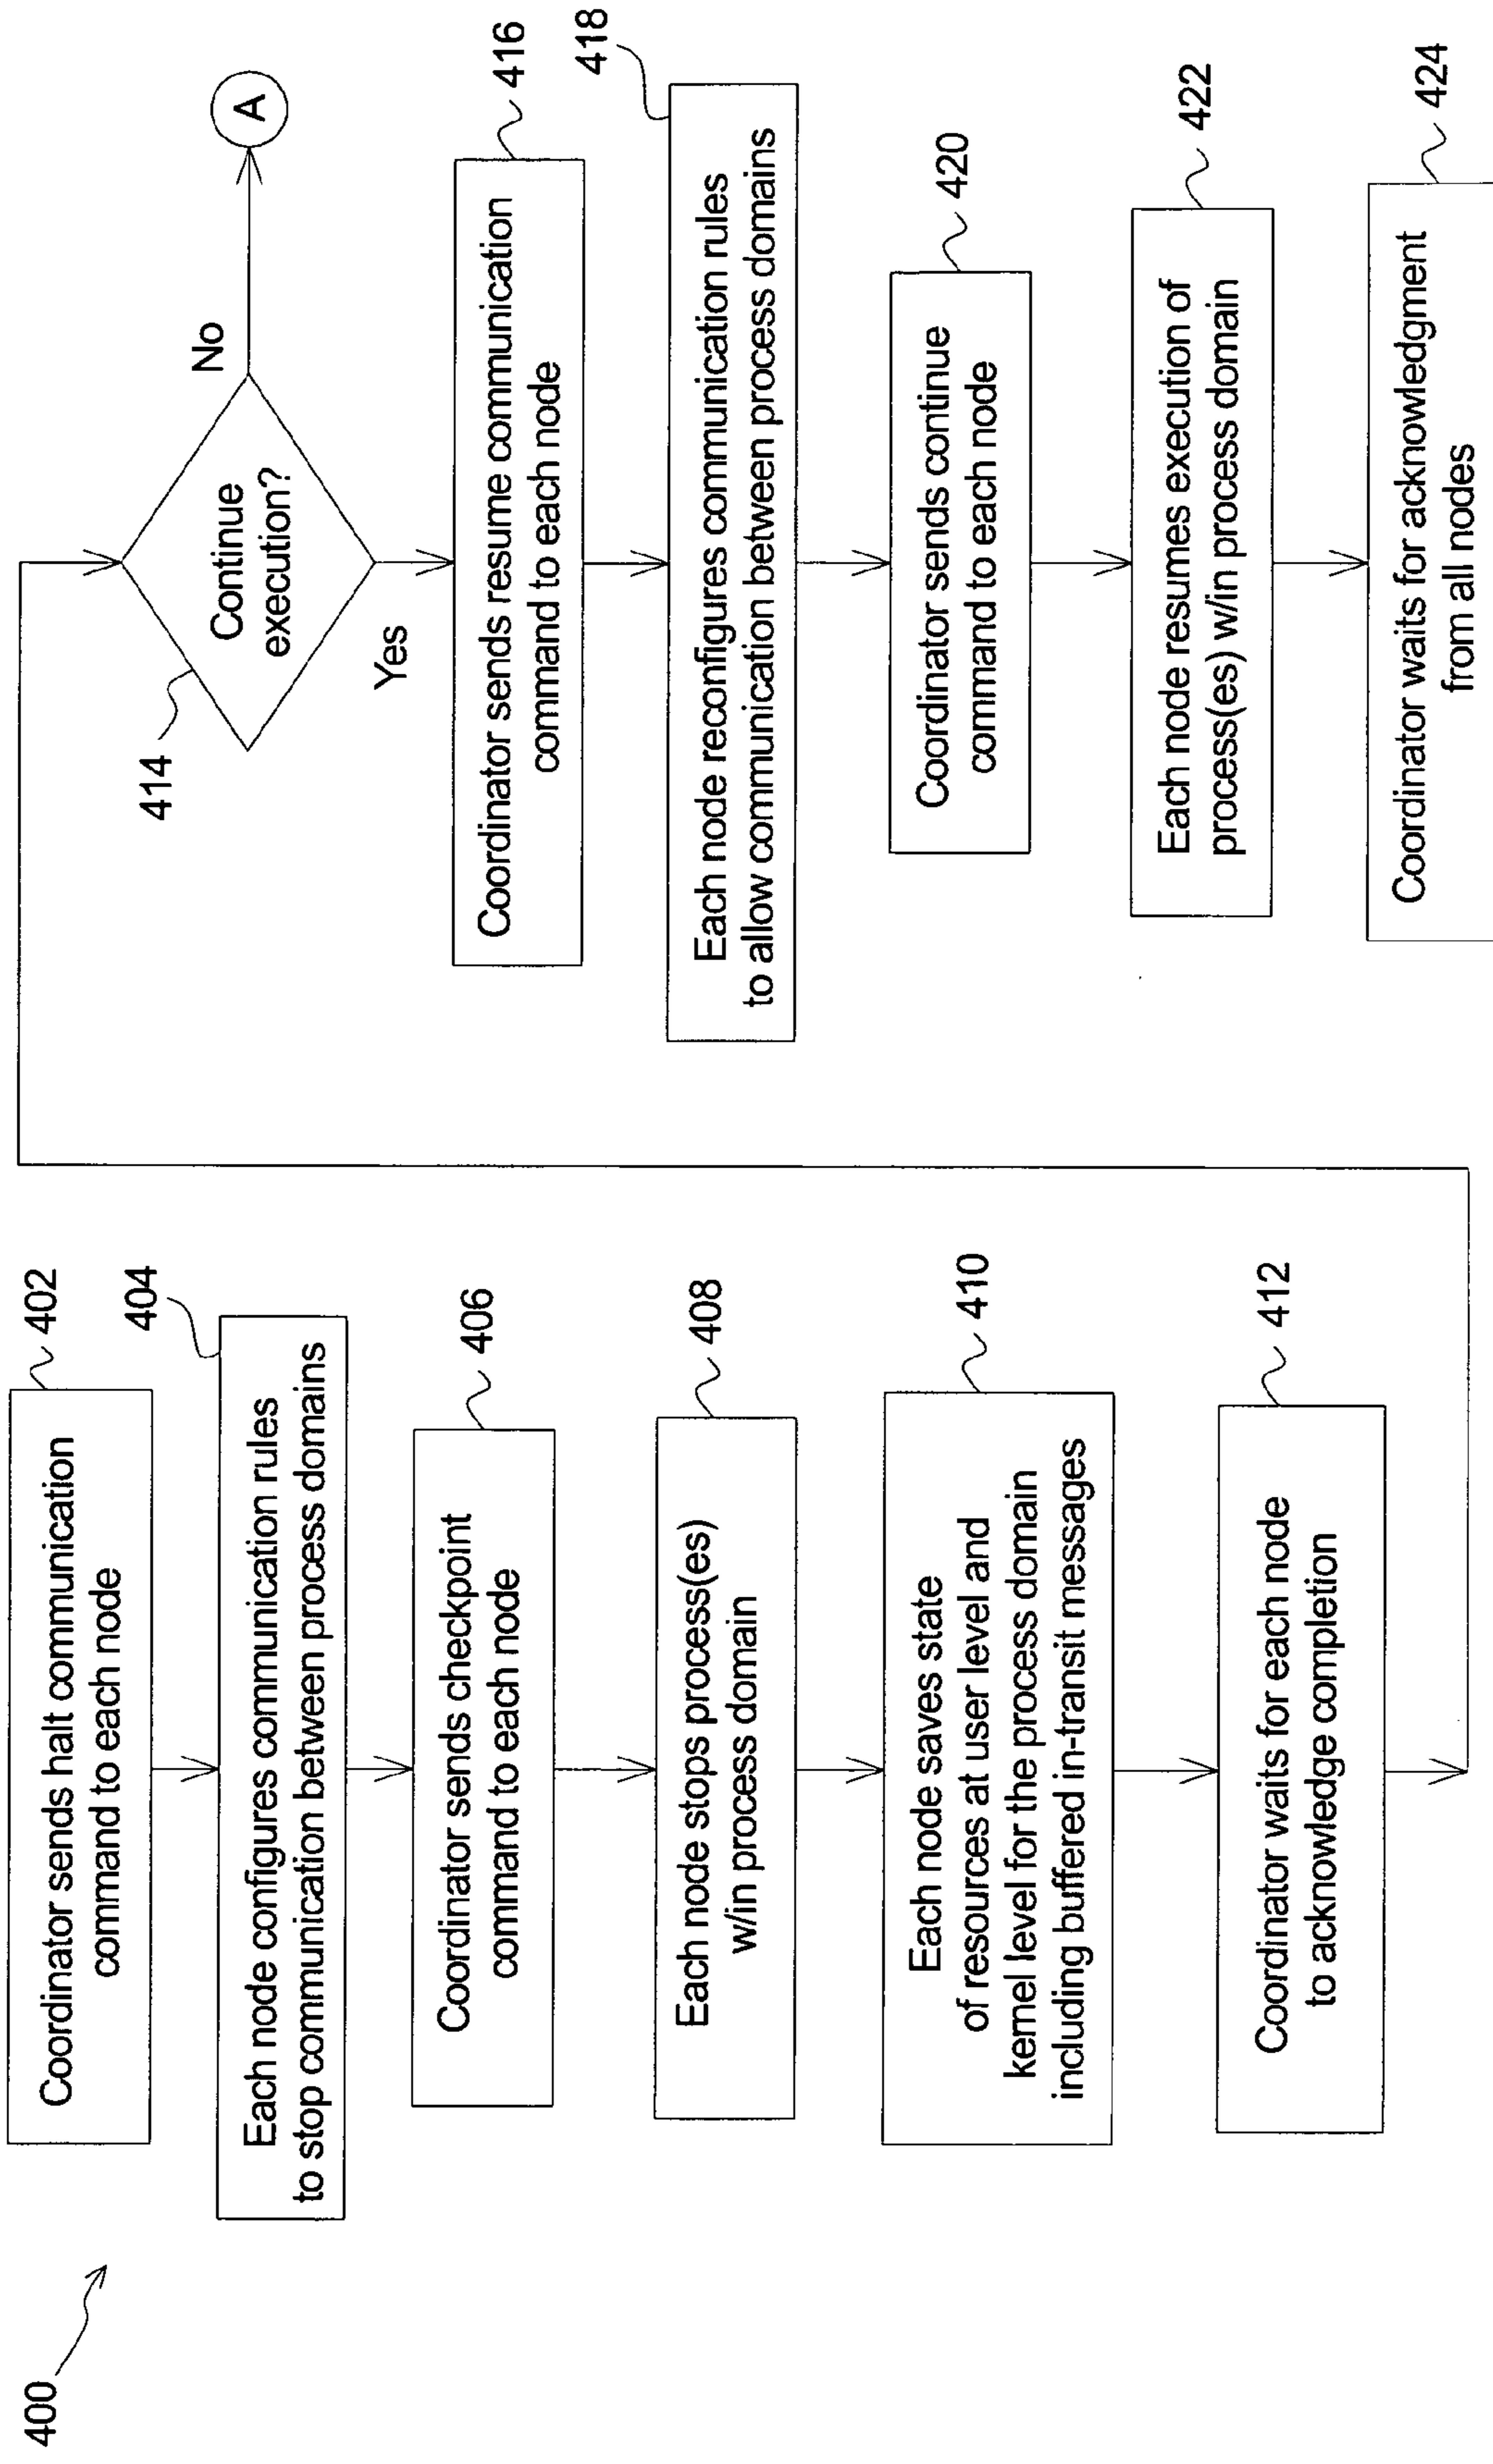 400
402
Coordinator sends halt communication
command to each node
404
Each node configures communication rules
to stop communication between process domains
406
Coordinator sends checkpoint
command to each node
408
Each node stops process(es)
w/in process domain
410
Each node saves state
of resources at user level and
kernel level for the process domain
including buffered in-transit messages
412
Coordinator waits for each node
to acknowledge completion
414
Continue
execution?
No
A
Yes
416
Coordinator sends resume communication
command to each node
418
Each node reconfigures communication rules
to allow communication between process domains
420
Coordinator sends continue
command to each node
422
Each node resumes execution of
process(es) w/in process domain
424
Coordinator waits for acknowledgment
from all nodes